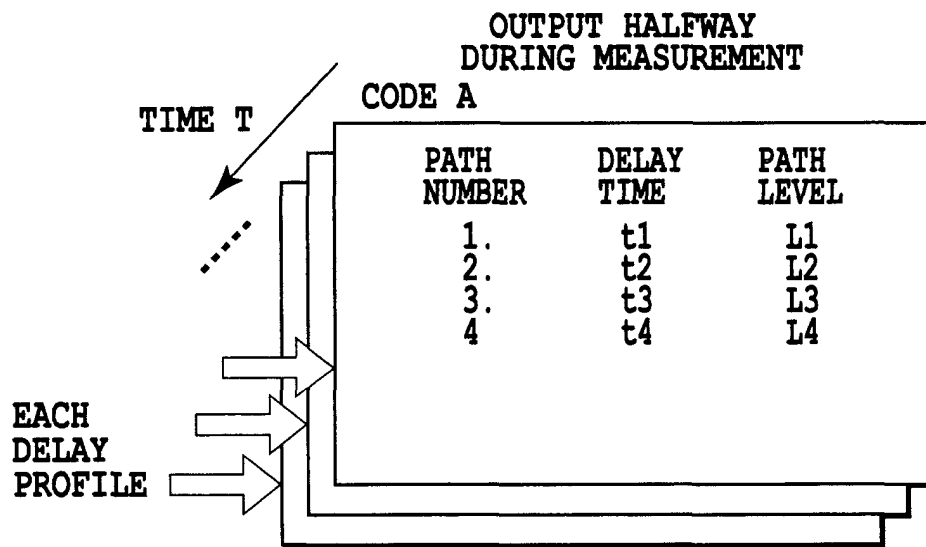 OUTPUT HALFWAY
DURING MEASUREMENT
TIME T
CODE A
PATH NUMBER DELAY TIME PATH LEVEL
1. t1 L1
2. t2 L2
3. t3 L3
4 t4 L4
EACH
DELAY
PROFILE